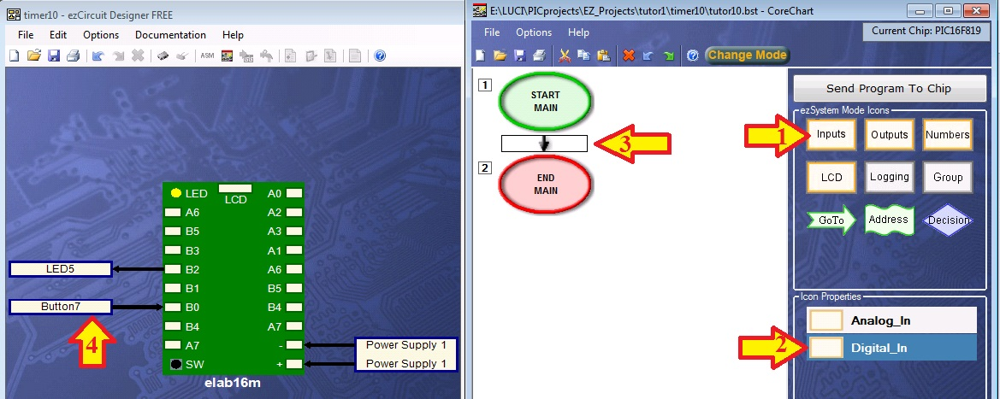 timer10 - ezCircuit Designer FREE
File Edit Options Documentation Help
ASM
LED
LCD
A0
A6
A2
B5
A3
B3
A1
LED5
B2
A6
B1
B5
Button7
B0
B4
B4
A7
4
A7
-
Power Supply 1
SW
+
Power Supply 1
elab16m
E:\LUCI\PICprojects\EZ_Projects\tutor1\timer10\tutor10.bst - CoreChart
File Options Help
Current Chip: PIC16F819
Change Mode
1
START
MAIN
3
2
END
MAIN
Send Program To Chip
ezSystem Mode Icons
1
Inputs Outputs Numbers
LCD Logging Group
GoTo Address Decision
Icon Properties
Analog_In
2
Digital_In